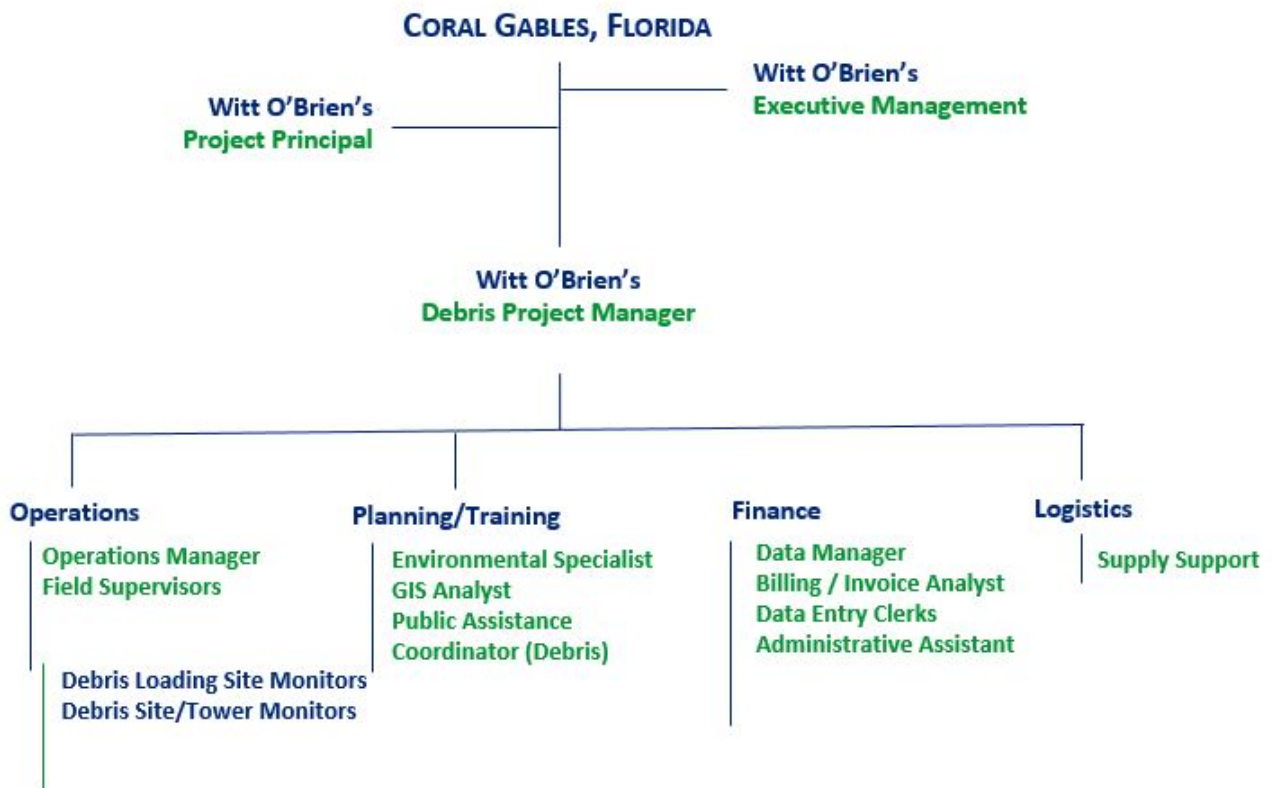 CORAL GABLES, FLORIDA
Witt O’Brien’s
Executive Management
Witt O’Brien’s
Project Principal
Witt O’Brien’s
Debris Project Manager
Operations
Operations Manager
Field Supervisors
Debris Loading Site Monitors
Debris Site/Tower Monitors
Planning/Training
Environmental Specialist
GIS Analyst
Public Assistance
Coordinator (Debris)
Finance
Data Manager
Billing / Invoice Analyst
Data Entry Clerks
Administrative Assistant
Logistics
Supply Support